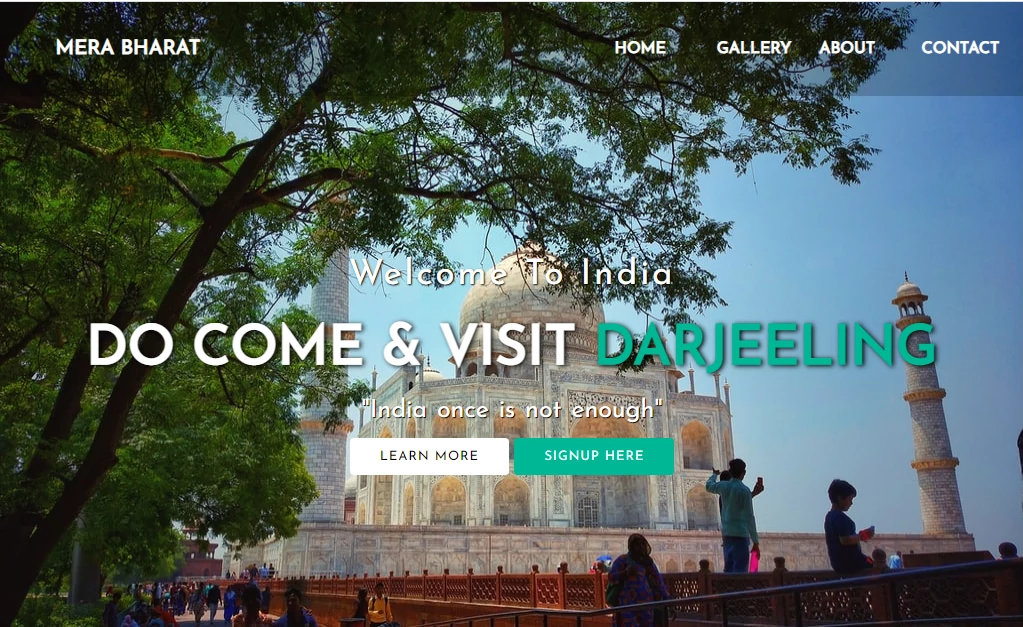 MERA BHARAT
HOME GALLERY ABOUT CONTACT
Welcome To India
DO COME & VISIT DARJEELING
"India once is not enough"
LEARN MORE SIGNUP HERE